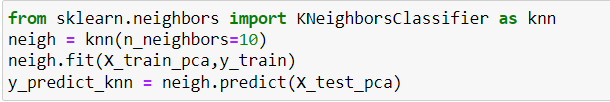 from sklearn.neighbors import KNeighborsClassifier as knn
neigh = knn(n_neighbors=10)
neigh.fit(X_train_pca,y_train)
y_predict_knn = neigh.predict(X_test_pca)